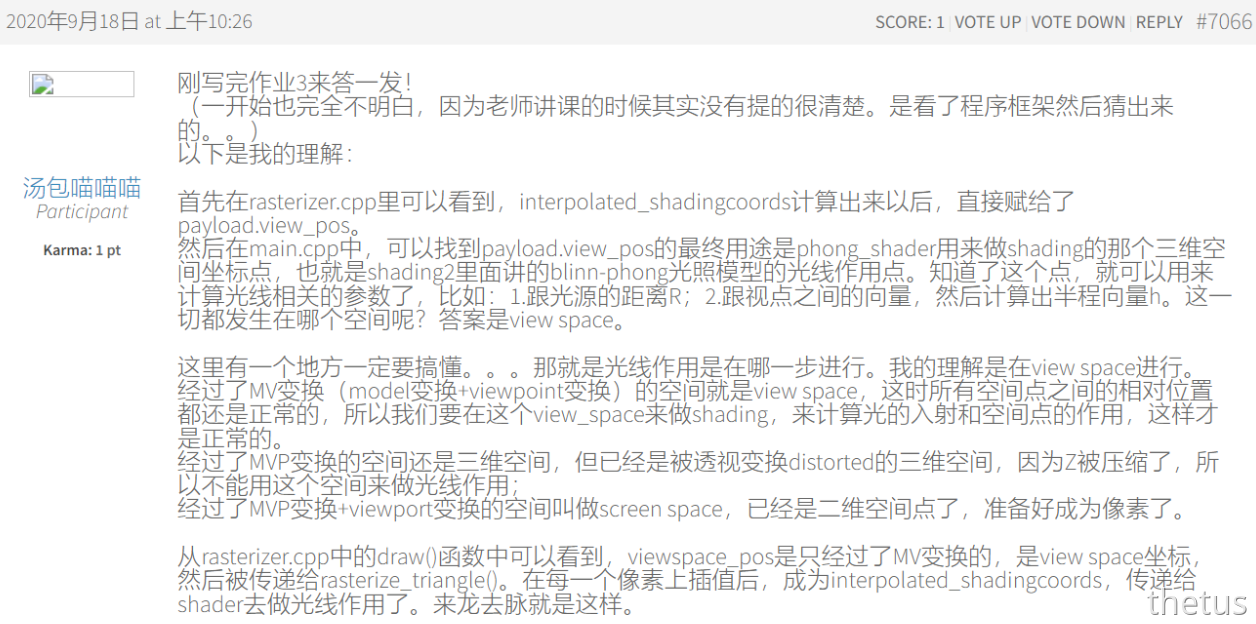 2020年9月18日 at 上午10:26
SCORE: 1 | VOTE UP | VOTE DOWN | REPLY #7066
刚写完作业3来答一发！
（一开始也完全不明白，因为老师讲课的时候其实没有提的很清楚。是看了程序框架然后猜出来
的。。）
以下是我的理解：
汤包喵喵喵
Participant
Karma: 1 pt
首先在rasterizer.cpp里可以看到，interpolated_shadingcoords计算出来以后，直接赋给了
payload.view_pos。
然后在main.cpp中，可以找到payload.view_pos的最终用途是phong_shader用来做shading的那个三维空
间坐标点，也就是shading2里面讲的blinn-phong光照模型的光线作用点。知道了这个点，就可以用来
计算光线相关的参数了，比如：1.跟光源的距离R；2.跟视点之间的向量，然后计算出半程向量h。这一
切都发生在哪个空间呢？答案是view space。
这里有一个地方一定要搞懂。。。那就是光线作用是在哪一步进行。我的理解是在view space进行。
经过了MV变换（model变换+viewpoint变换）的空间就是view space，这时所有空间点之间的相对位置
都还是正常的，所以我们要在这个view_space来做shading，来计算光的入射和空间点的作用，这样才
是正常的。
经过了MVP变换的空间还是三维空间，但已经是被透视变换distorted的三维空间，因为Z被压缩了，所
以不能用这个空间来做光线作用；
经过了MVP变换+viewport变换的空间叫做screen space，已经是二维空间点了，准备好成为像素了。
从rasterizer.cpp中的draw()函数中可以看到，viewspace_pos是只经过了MV变换的，是view space坐标，
然后被传递给rasterize_triangle()。在每一个像素上插值后，成为interpolated_shadingcoords，传递给
shader去做光线作用了。来龙去脉就是这样。
thetus